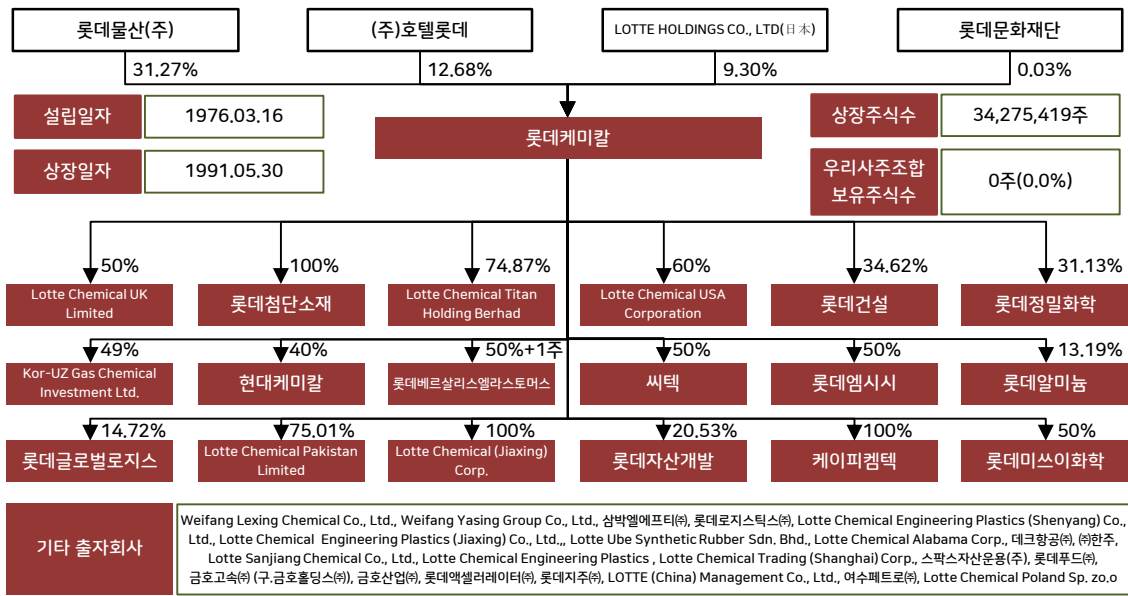 롯데물산(주)
(주)호텔롯데
LOTTE HOLDINGS CO., LTD(日本)
롯데문화재단
31.27%
12.68%
9.30%
0.03%
설립일자
1976.03.16
상장일자
1991.05.30
롯데케미칼
상장주식수
34,275,419주
우리사주조합
보유주식수
0주(0.0%)
50%
100%
74.87%
60%
34.62%
31.13%
Lotte Chemical UK
Limited
롯데첨단소재
Lotte Chemical Titan
Holding Berhad
Lotte Chemical USA
Corporation
롯데건설
롯데정밀화학
49%
40%
50%+1주
50%
50%
13.19%
Kor-UZ Gas Chemical
Investment Ltd.
현대케미칼
롯데베르살리스엘라스토머스
씨텍
롯데엠시시
롯데알미늄
14.72%
75.01%
100%
20.53%
100%
50%
롯데글로벌로지스
Lotte Chemical Pakistan
Limited
Lotte Chemical (Jiaxing)
Corp.
롯데자산개발
케이피켐텍
롯데미쓰이화학
기타 출자회사
Weifang Lexing Chemical Co., Ltd., Weifang Yasing Group Co., Ltd., 삼박엘에프티㈜, 롯데로지스틱스㈜, Lotte Chemical Engineering Plastics (Shenyang) Co.,
Ltd., Lotte Chemical Engineering Plastics (Jiaxing) Co., Ltd.,, Lotte Ube Synthetic Rubber Sdn. Bhd., Lotte Chemical Alabama Corp., 데크항공㈜, ㈜한주,
Lotte Sanjiang Chemical Co., Ltd., Lotte Chemical Engineering Plastics , Lotte Chemical Trading (Shanghai) Corp., 스팍스자산운용(주), 롯데푸드㈜,
금호고속㈜ (구.금호홀딩스㈜), 금호산업㈜, 롯데액셀러레이터㈜, 롯데지주㈜, LOTTE (China) Management Co., Ltd., 여수페트로㈜, Lotte Chemical Poland Sp. zo.o